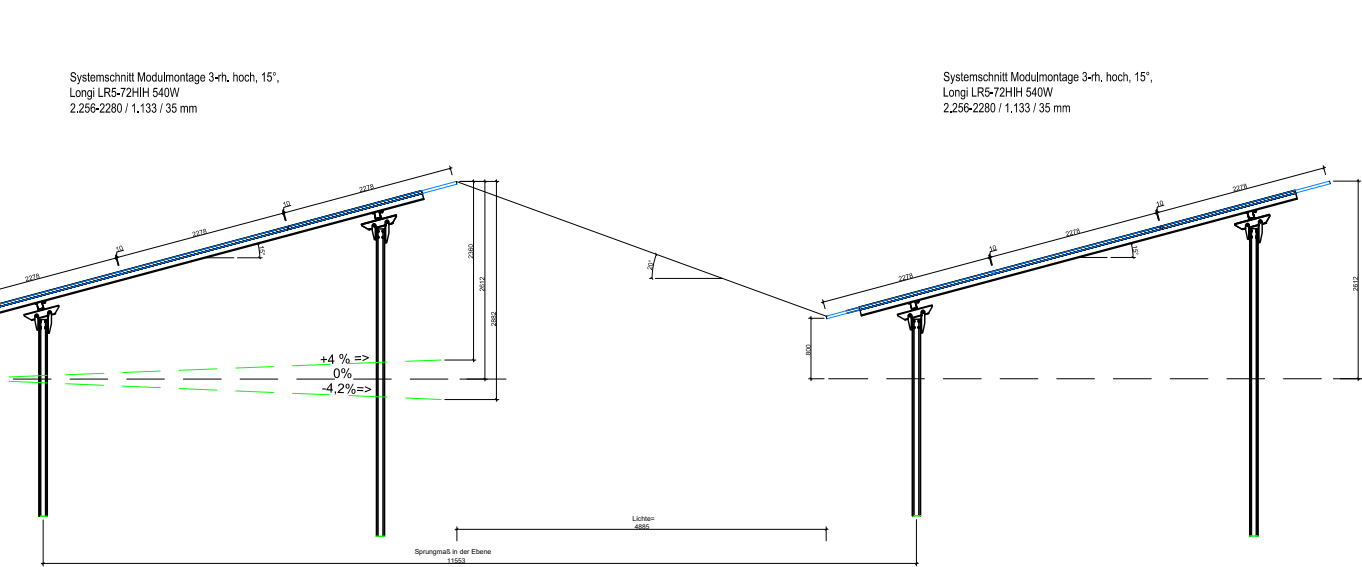 Systemschnitt Modulmontage 3-rh. hoch, 15°,
Longi LR5-72HIH 540W
2.256-2280 / 1.133 / 35 mm
Systemschnitt Modulmontage 3-rh. hoch, 15°,
Longi LR5-72HIH 540W
2.256-2280 / 1.133 / 35 mm
2278
10
2278
10
2278
15°
2360
2612
2882
20°
+4 % =>
0%
-4,2%=>
2278
10
2278
10
2278
15°
800
2612
Lichte=
4885
Sprungmaß in der Ebene
11553